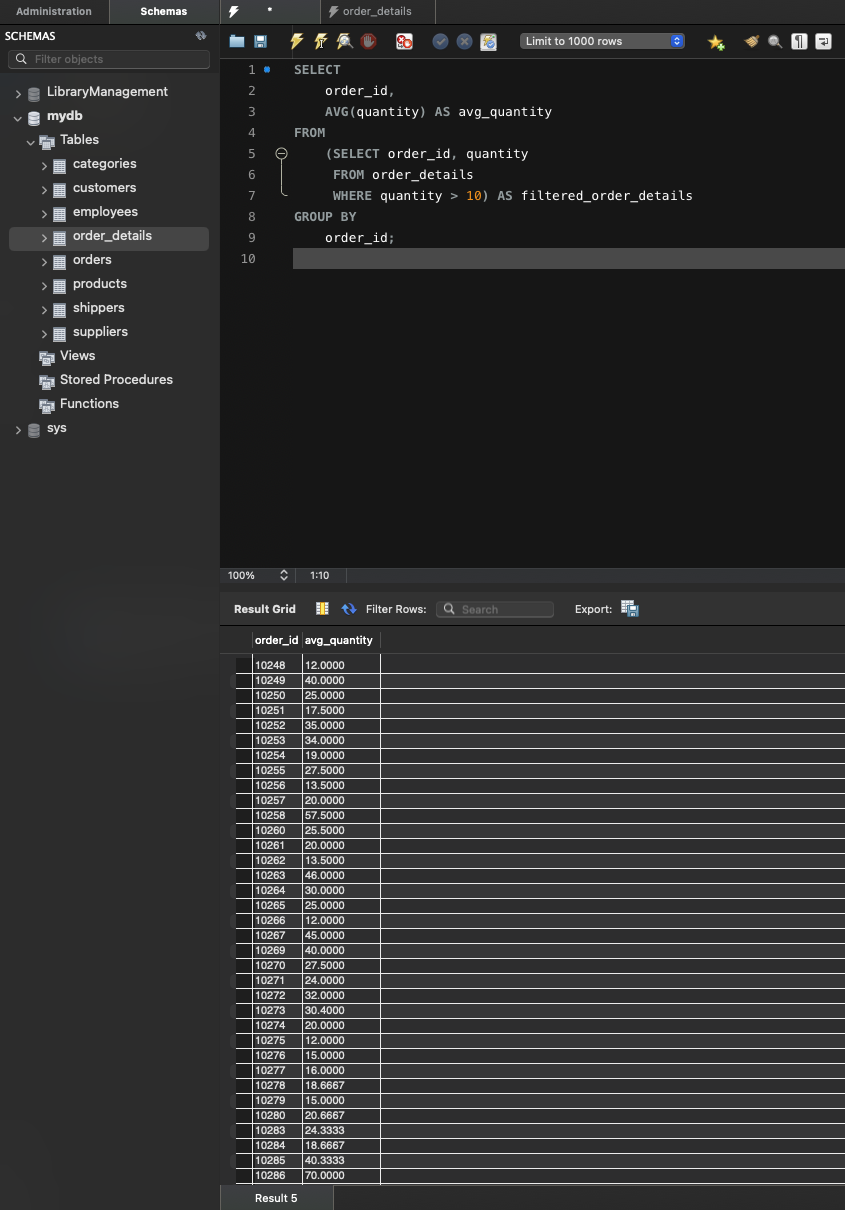 Administration Schemas * order_details
SCHEMAS
Filter objects
LibraryManagement
mydb
Tables
categories
customers
employees
order_details
orders
products
shippers
suppliers
Views
Stored Procedures
Functions
sys
Limit to 1000 rows
1 SELECT
2 order_id,
3 AVG(quantity) AS avg_quantity
4 FROM
5 (SELECT order_id, quantity
6 FROM order_details
7 WHERE quantity > 10) AS filtered_order_details
8 GROUP BY
9 order_id;
10
100% 1:10
Result Grid Filter Rows: Search Export:
order_id avg_quantity
10248 12.0000
10249 40.0000
10250 25.0000
10251 17.5000
10252 35.0000
10253 34.0000
10254 19.0000
10255 27.5000
10256 13.5000
10257 20.0000
10258 57.5000
10260 25.5000
10261 20.0000
10262 13.5000
10263 46.0000
10264 30.0000
10265 25.0000
10266 12.0000
10267 45.0000
10269 40.0000
10270 27.5000
10271 24.0000
10272 32.0000
10273 30.4000
10274 20.0000
10275 12.0000
10276 15.0000
10277 16.0000
10278 18.6667
10279 15.0000
10280 20.6667
10283 24.3333
10284 18.6667
10285 40.3333
10286 70.0000
Result 5